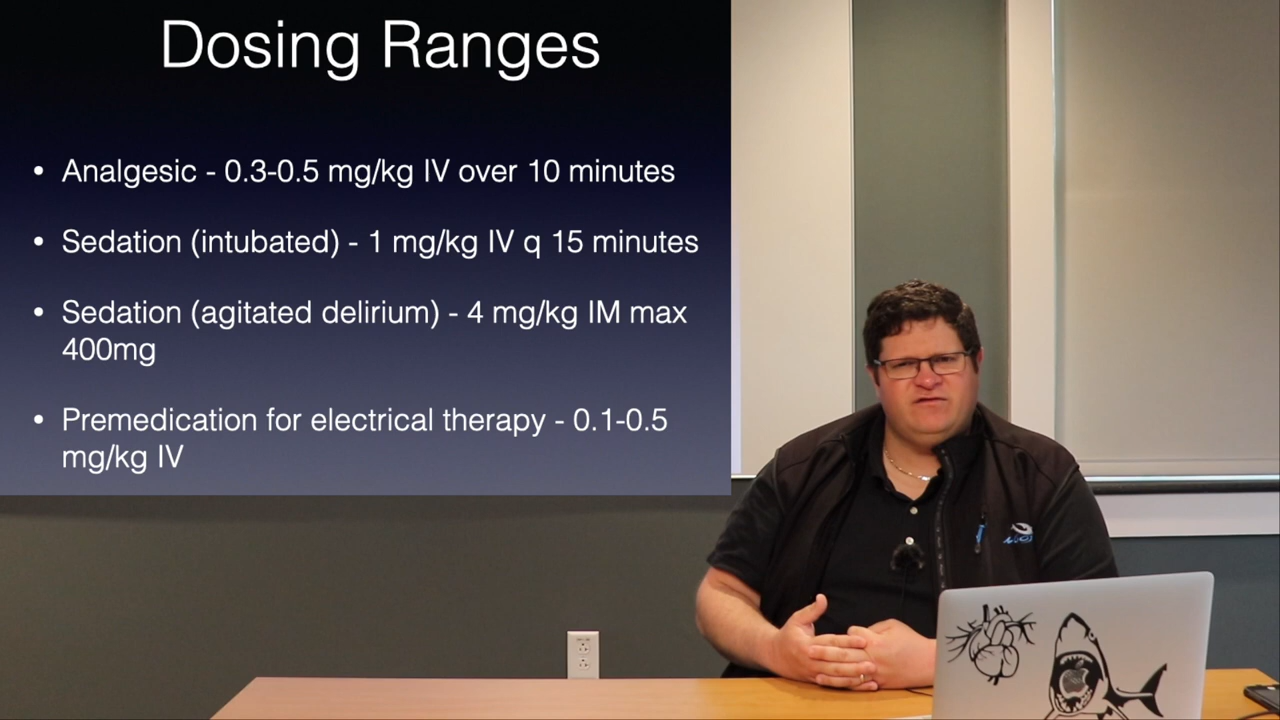 Dosing Ranges
• Analgesic - 0.3-0.5 mg/kg IV over 10 minutes
• Sedation (intubated) - 1 mg/kg IV q 15 minutes
• Sedation (agitated delirium) - 4 mg/kg IM max
400mg
• Premedication for electrical therapy - 0.1-0.5
mg/kg IV